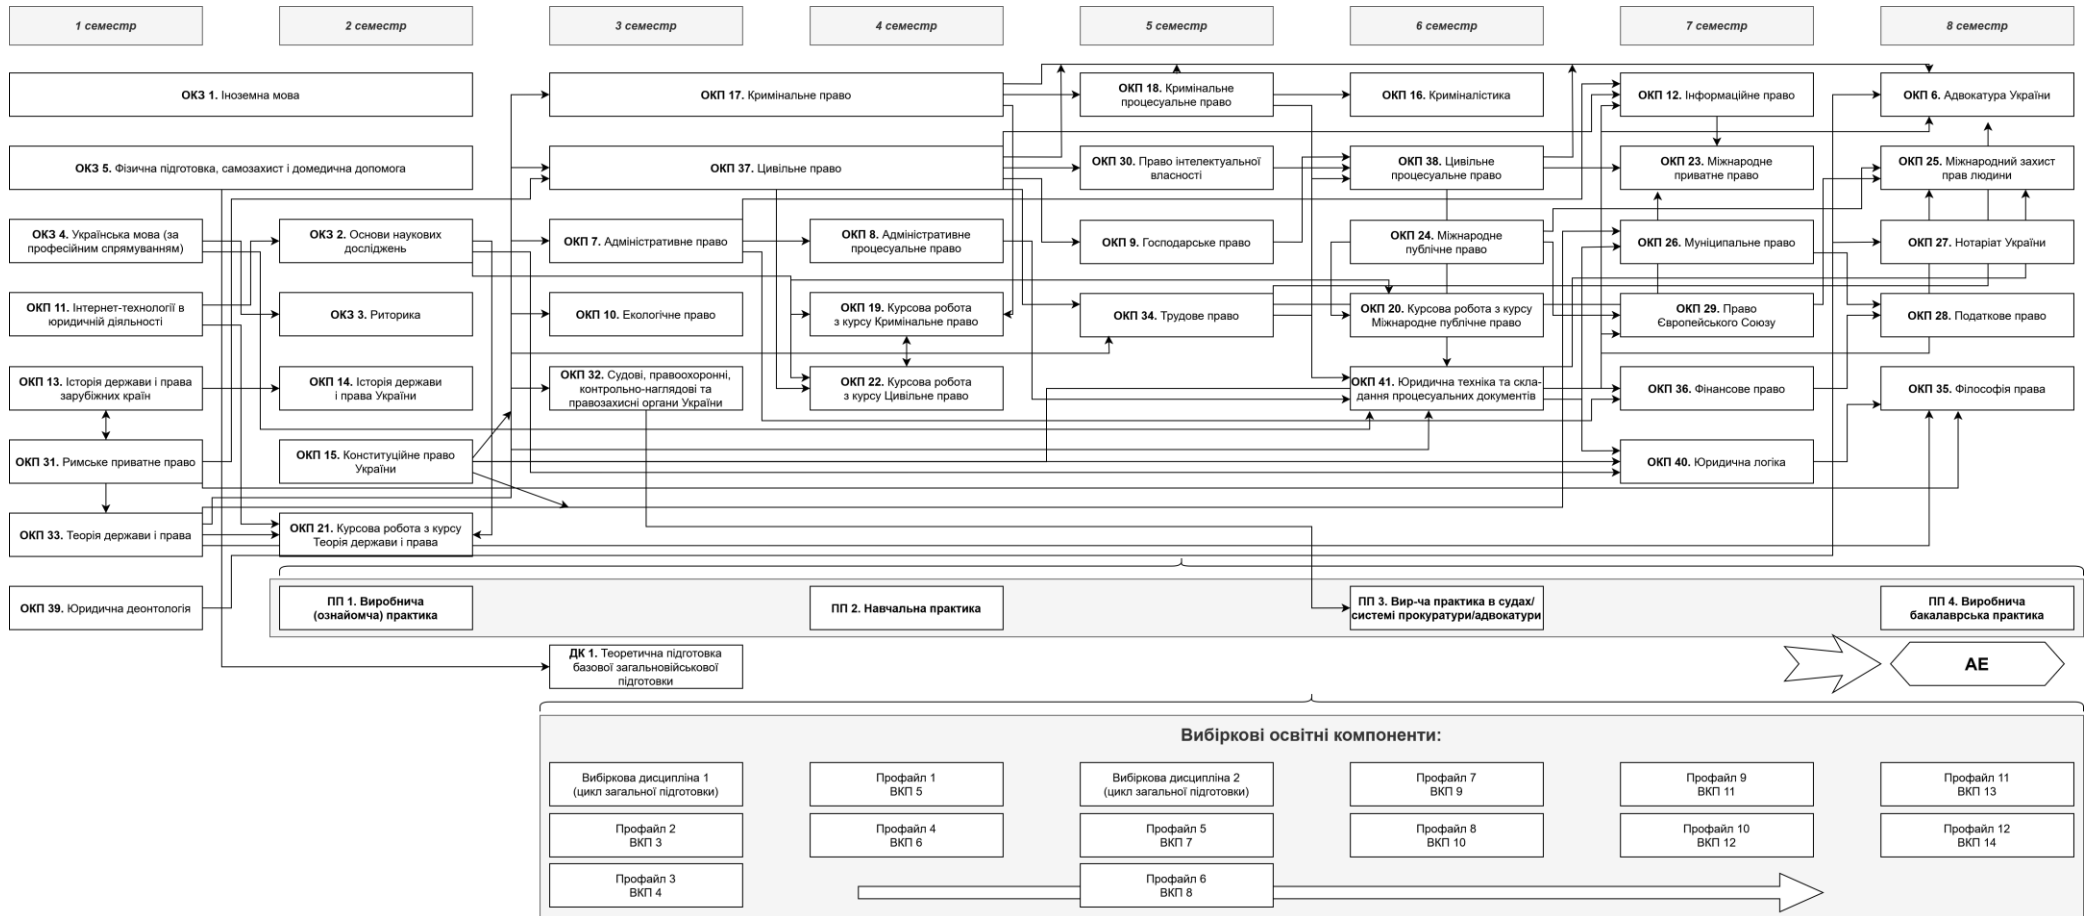 1 семестр
2 семестр
3 семестр
4 семестр
5 семестр
6 семестр
7 семестр
8 семестр
ОКЗ 1. Іноземна мова
ОКП 17. Кримінальне право
ОКП 18. Кримінальне
процесуальне право
ОКП 16. Криміналістика
ОКП 12. Інформаційне право
ОКП 6. Адвокатура України
ОКЗ 5. Фізична підготовка, самозахист і домедична допомога
ОКП 37. Цивільне право
ОКП 30. Право інтелектуальної
власності
ОКП 38. Цивільне
процесуальне право
ОКП 23. Міжнародне
приватне право
ОКП 25. Міжнародний захист
прав людини
ОКЗ 4. Українська мова (за
професійним спрямуванням)
ОКЗ 2. Основи наукових
досліджень
ОКП 7. Адміністративне право
ОКП 8. Адміністративне
процесуальне право
ОКП 9. Господарське право
ОКП 24. Міжнародне
публічне право
ОКП 26. Муніципальне право
ОКП 27. Нотаріат України
ОКП 11. Інтернет-технології в
юридичній діяльності
ОКЗ 3. Риторика
ОКП 10. Екологічне право
ОКП 19. Курсова робота
з курсу Кримінальне право
ОКП 34. Трудове право
ОКП 20. Курсова робота з курсу
Міжнародне публічне право
ОКП 29. Право
Європейського Союзу
ОКП 28. Податкове право
ОКП 13. Історія держави і права
зарубіжних країн
ОКП 14. Історія держави
і права України
ОКП 32. Судові, правоохоронні,
контрольно-наглядові та
правозахисні органи України
ОКП 22. Курсова робота
з курсу Цивільне право
ОКП 41. Юридична техніка та скла-
дання процесуальних документів
ОКП 36. Фінансове право
ОКП 35. Філософія права
ОКП 31. Римське приватне право
ОКП 15. Конституційне право
України
ОКП 40. Юридична логіка
ОКП 33. Теорія держави і права
ОКП 21. Курсова робота з курсу
Теорія держави і права
ОКП 39. Юридична деонтологія
ПП 1. Виробнича
(ознайомча) практика
ПП 2. Навчальна практика
ПП 3. Вир-ча практика в судах/
системі прокуратури/адвокатури
ПП 4. Виробнича
бакалаврська практика
ДК 1. Теоретична підготовка
базової загальновійськової
підготовки
АЕ
Вибіркові освітні компоненти:
Вибіркова дисципліна 1
(цикл загальної підготовки)
Профайл 1
ВКП 5
Вибіркова дисципліна 2
(цикл загальної підготовки)
Профайл 7
ВКП 9
Профайл 9
ВКП 11
Профайл 11
ВКП 13
Профайл 2
ВКП 3
Профайл 4
ВКП 6
Профайл 5
ВКП 7
Профайл 8
ВКП 10
Профайл 10
ВКП 12
Профайл 12
ВКП 14
Профайл 3
ВКП 4
Профайл 6
ВКП 8